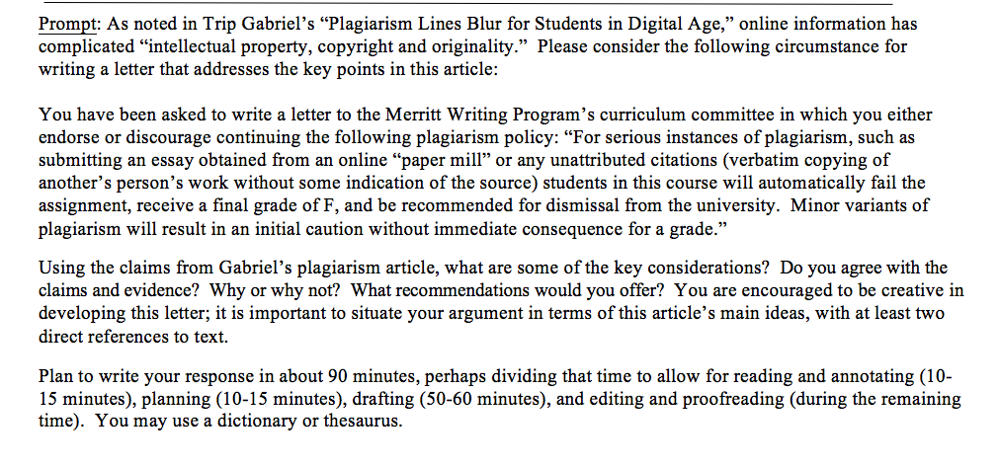 Prompt: As noted in Trip Gabriel’s “Plagiarism Lines Blur for Students in Digital Age,” online information has
complicated “intellectual property, copyright and originality.”  Please consider the following circumstance for
writing a letter that addresses the key points in this article:
You have been asked to write a letter to the Merritt Writing Program’s curriculum committee in which you either
endorse or discourage continuing the following plagiarism policy: “For serious instances of plagiarism, such as
submitting an essay obtained from an online “paper mill” or any unattributed citations (verbatim copying of
another’s person’s work without some indication of the source) students in this course will automatically fail the
assignment, receive a final grade of F, and be recommended for dismissal from the university.  Minor variants of
plagiarism will result in an initial caution without immediate consequence for a grade.”
Using the claims from Gabriel’s plagiarism article, what are some of the key considerations?  Do you agree with the
claims and evidence?  Why or why not?  What recommendations would you offer?  You are encouraged to be creative in
developing this letter; it is important to situate your argument in terms of this article’s main ideas, with at least two
direct references to text.
Plan to write your response in about 90 minutes, perhaps dividing that time to allow for reading and annotating (10-
15 minutes), planning (10-15 minutes), drafting (50-60 minutes), and editing and proofreading (during the remaining
time).  You may use a dictionary or thesaurus.